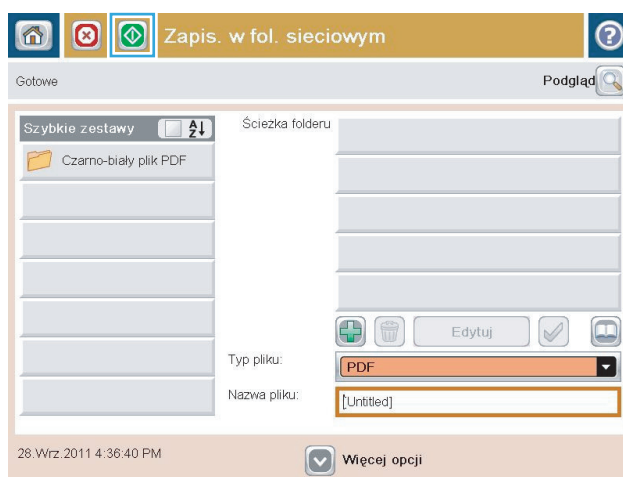 Zapis. w fol. sieciowym
Gotowe
Podgląd
Szybkie zestawy
Ścieżka folderu
Czarno-biały plik PDF
Edytuj
Typ pliku:
PDF
Nazwa pliku:
[Untitled]
28.Wrz.2011 4:36:40 PM
Więcej opcji